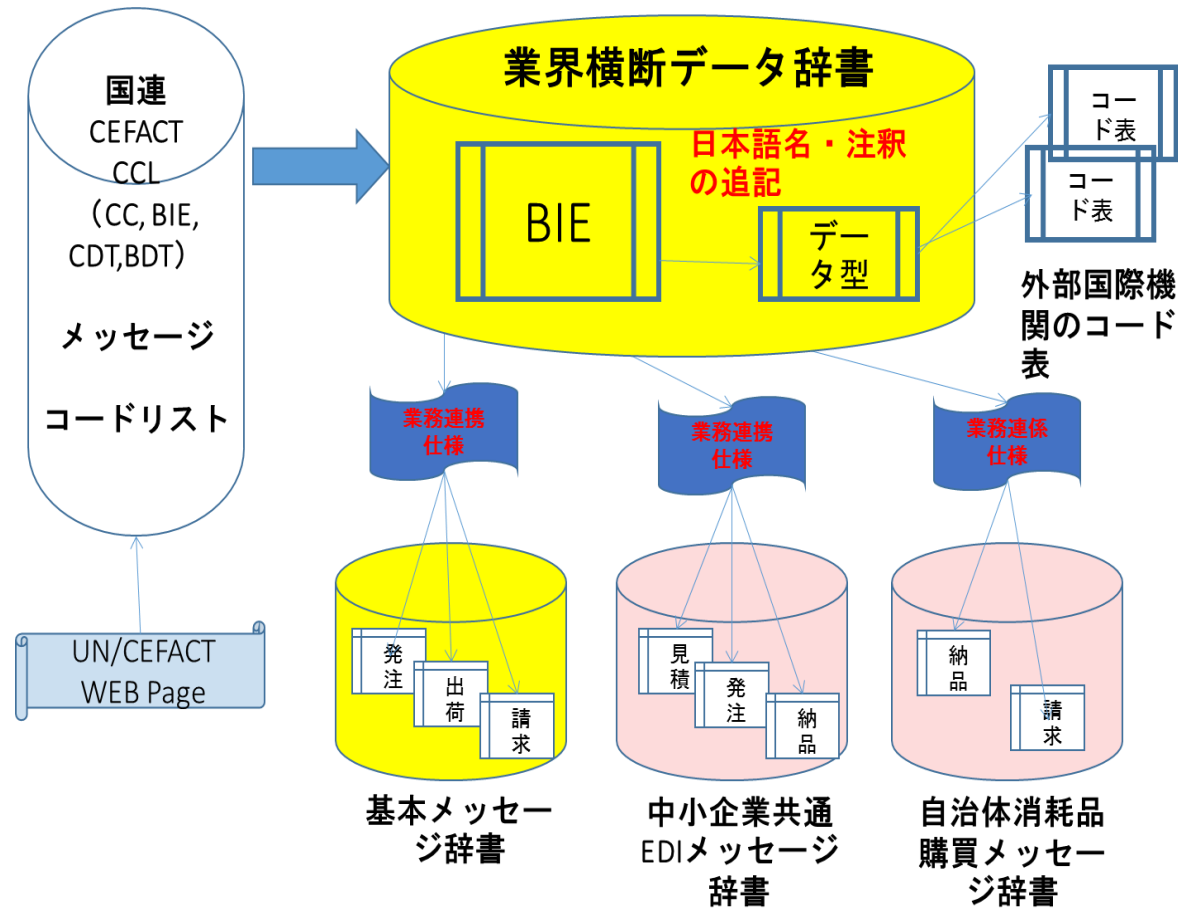 国連
CEFACT
CCL
(CC, BIE,
CDT,BDT)
メッセージ
コードリスト
UN/CEFACT
WEB Page
業界横断データ辞書
日本語名・注釈
の追記
BIE
デー
タ型
コー
ド表
コー
ド表
外部国際機
関のコード
表
業務連携
仕様
業務連携
仕様
業務連係
仕様
発
注
出
荷
請
求
見
積
発
注
納
品
納
品
請
求
基本メッセー
ジ辞書
中小企業共通
EDIメッセージ
辞書
自治体消耗品
購買メッセー
ジ辞書